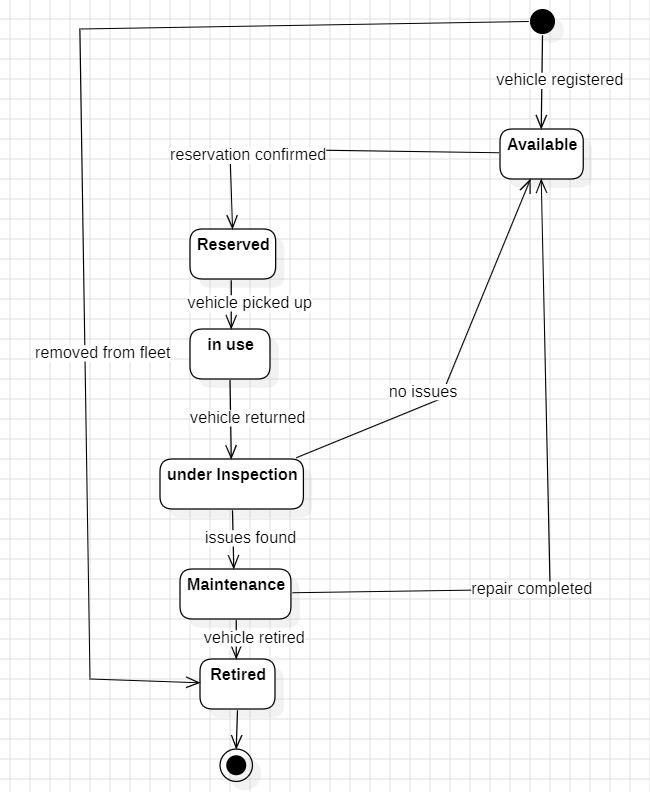 vehicle registered
Available
reservation confirmed
Reserved
vehicle picked up
in use
removed from fleet
no issues
vehicle returned
under Inspection
issues found
Maintenance
repair completed
vehicle retired
Retired